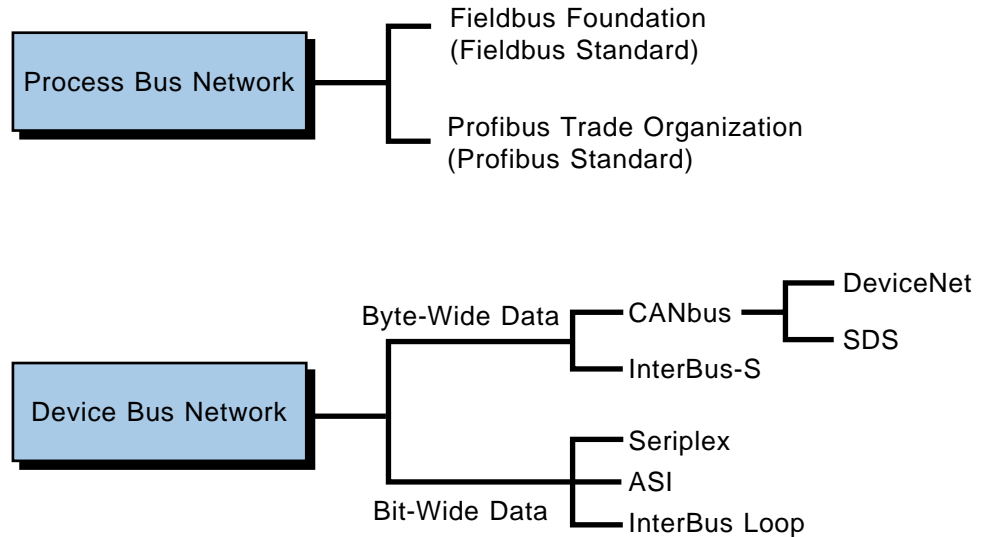 Process Bus Network
Fieldbus Foundation
(Fieldbus Standard)
Profibus Trade Organization
(Profibus Standard)
Device Bus Network
Byte-Wide Data
CANbus
DeviceNet
SDS
InterBus-S
Bit-Wide Data
Seriplex
ASI
InterBus Loop